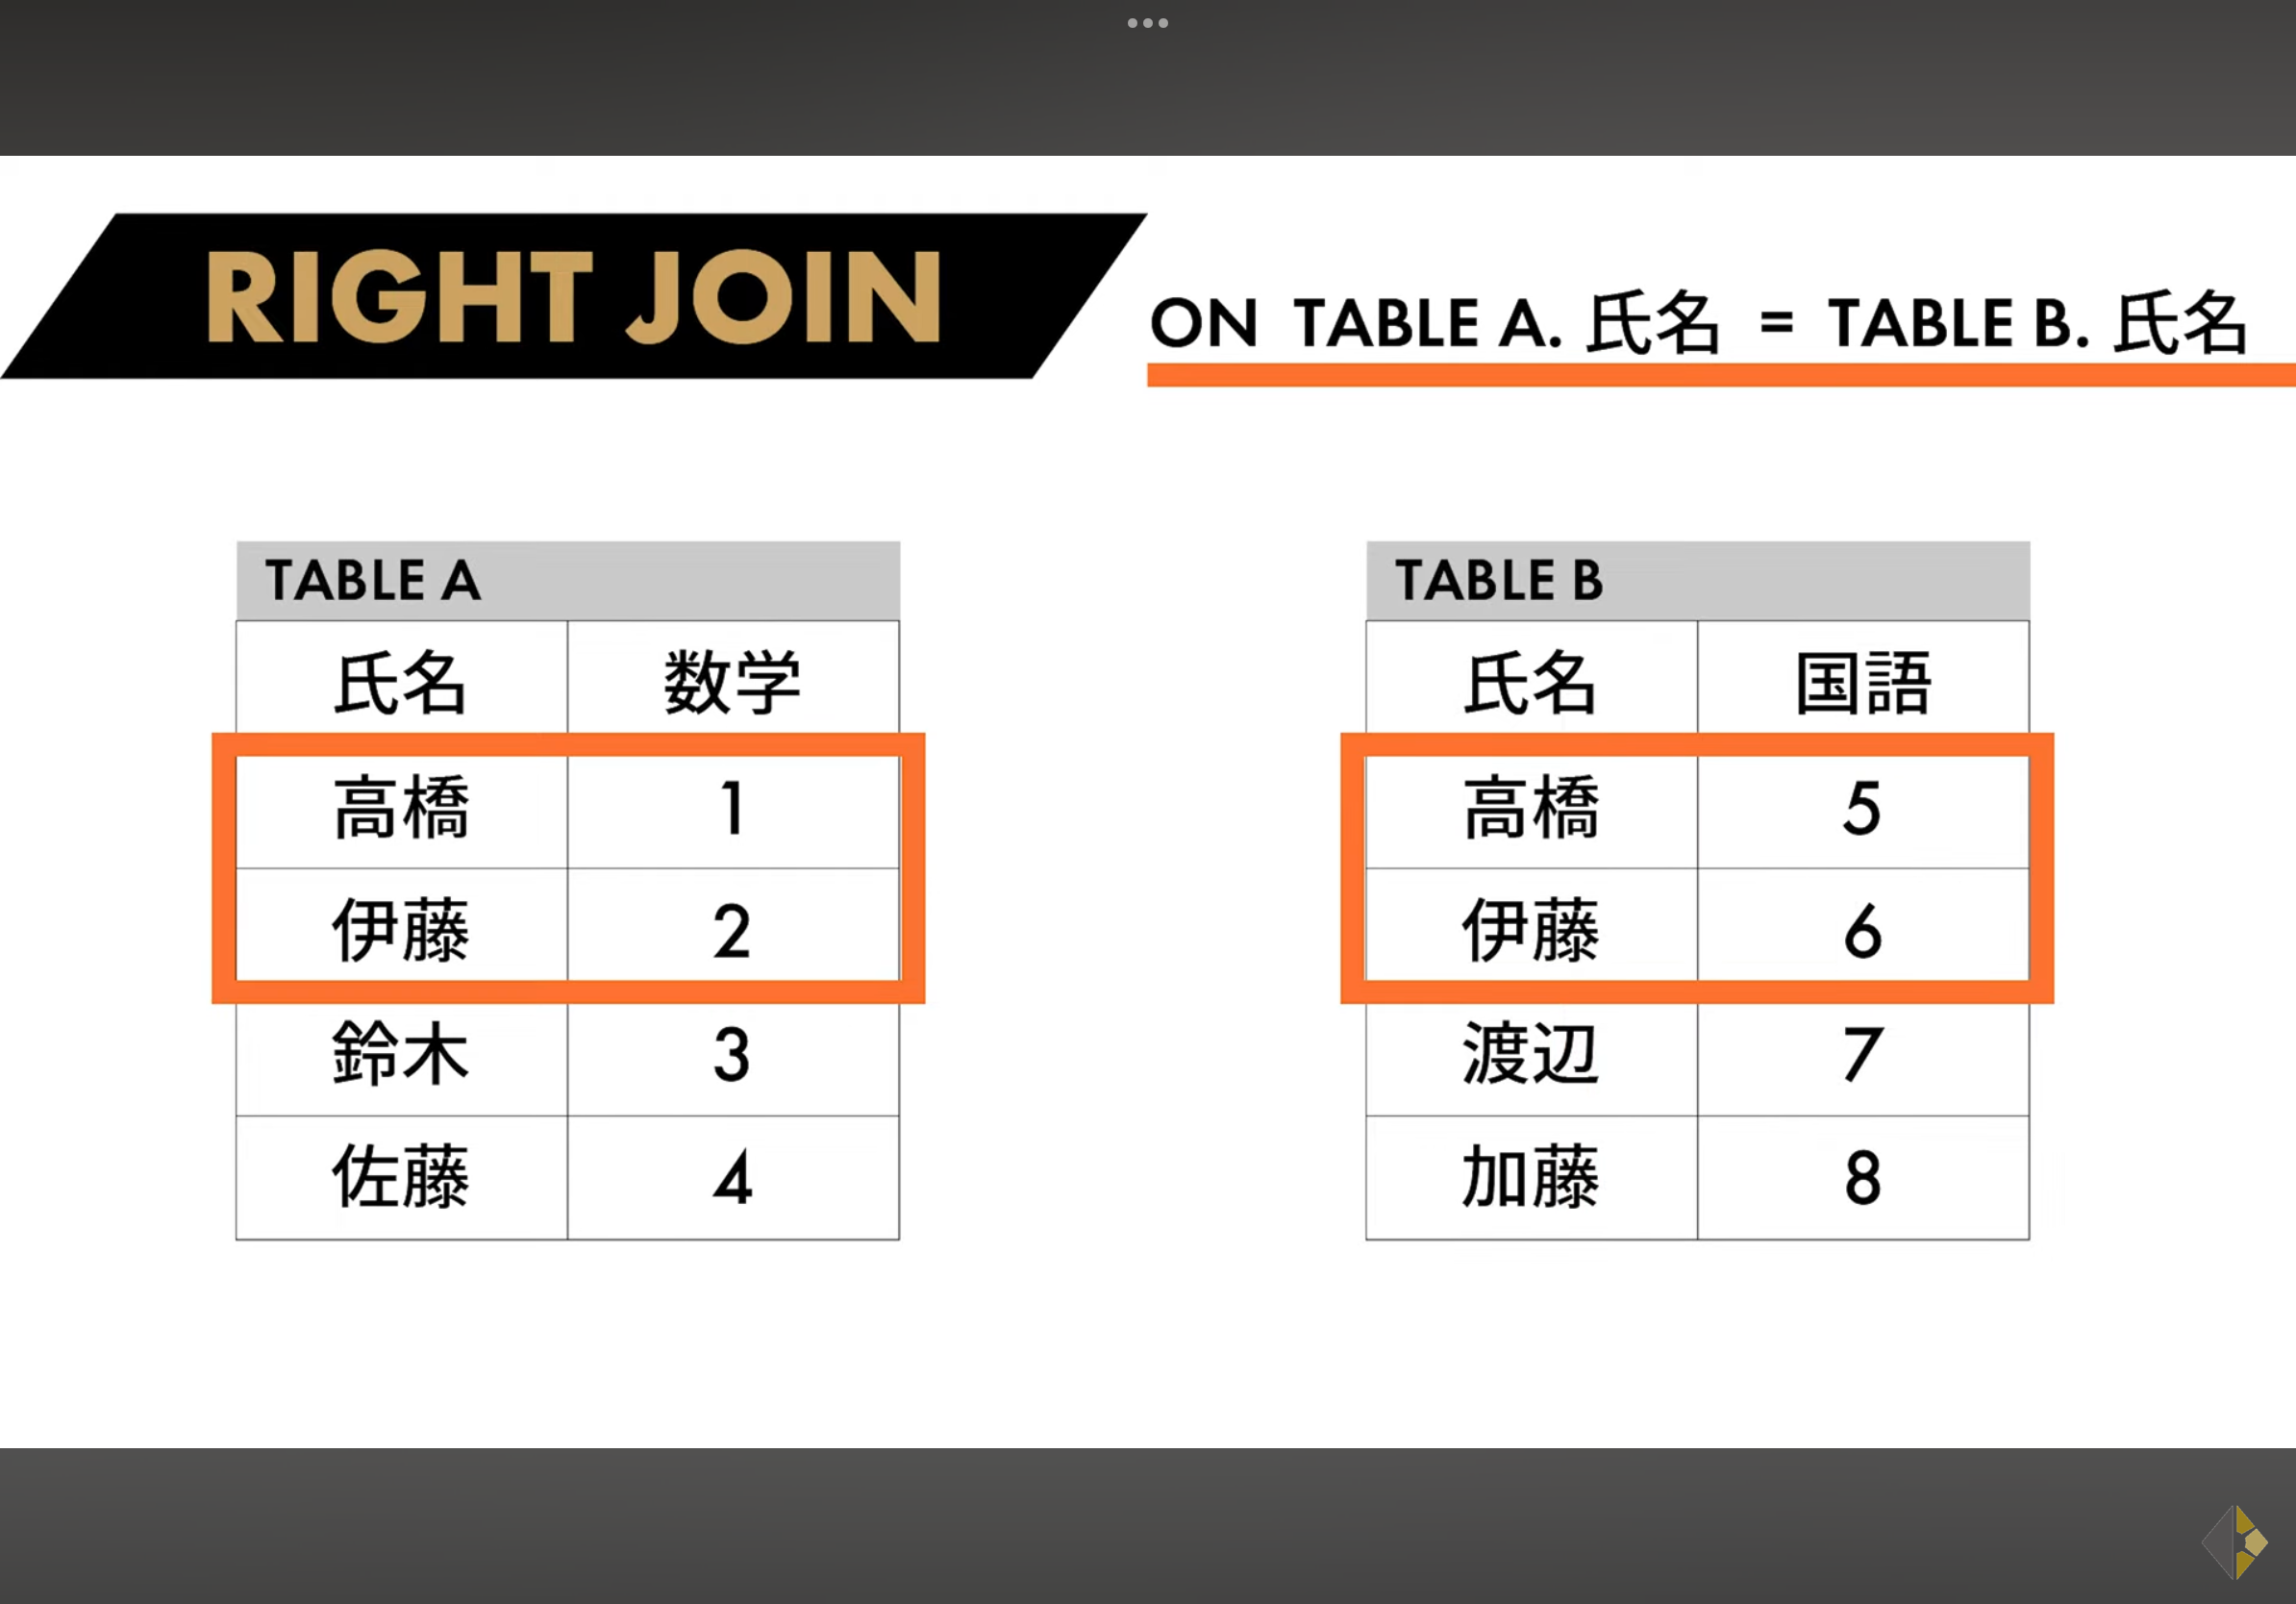 RIGHT JOIN
ON TABLE A. 氏名 = TABLE B. 氏名
TABLE A
氏名 数学
高橋 1
伊藤 2
鈴木 3
佐藤 4
TABLE B
氏名 国語
高橋 5
伊藤 6
渡辺 7
加藤 8